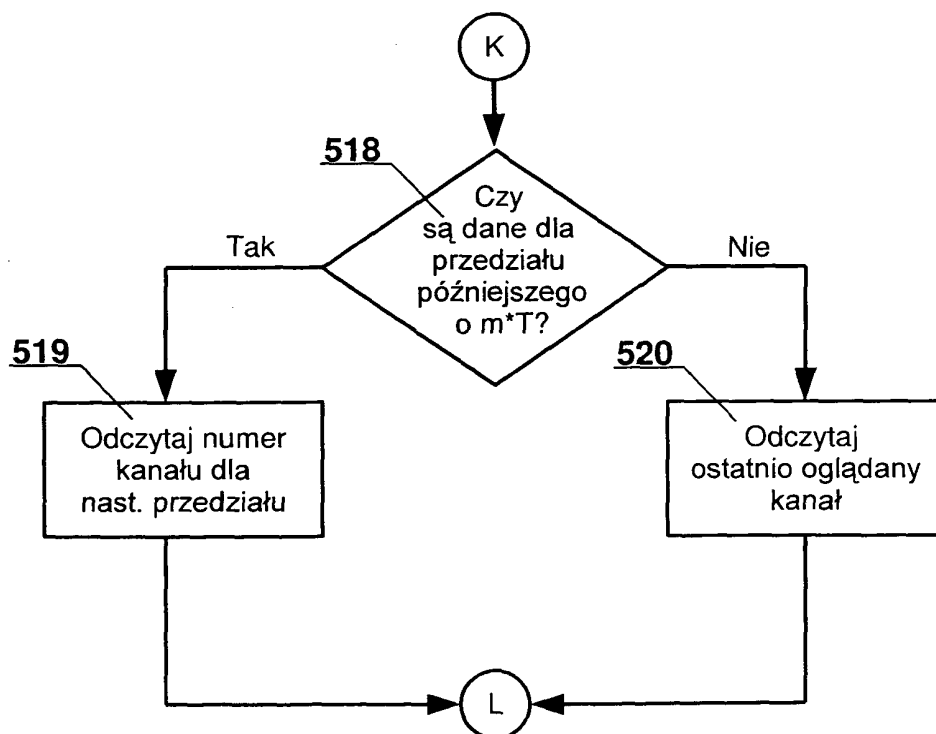 K
518
Czy
są dane dla
przedziału
późniejszego
o m*T?
Tak
Nie
519
Odczytaj numer
kanału dla
nast. przedziału
520
Odczytaj
ostatnio oglądany
kanał
L